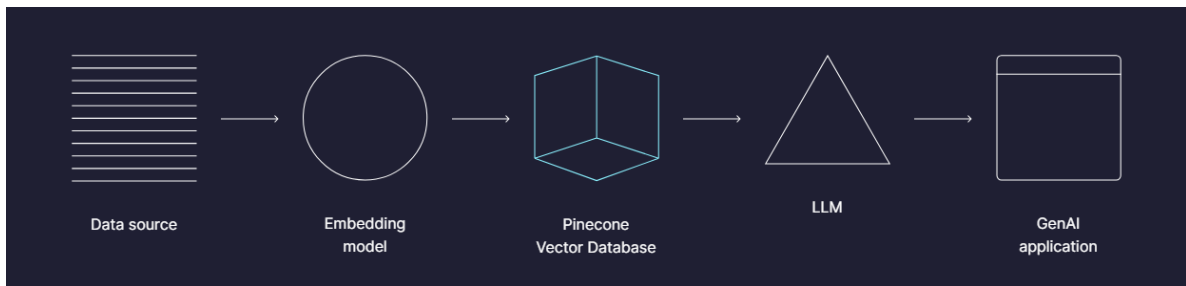 Data source
Embedding
model
Pinecone
Vector Database
LLM
GenAI
application